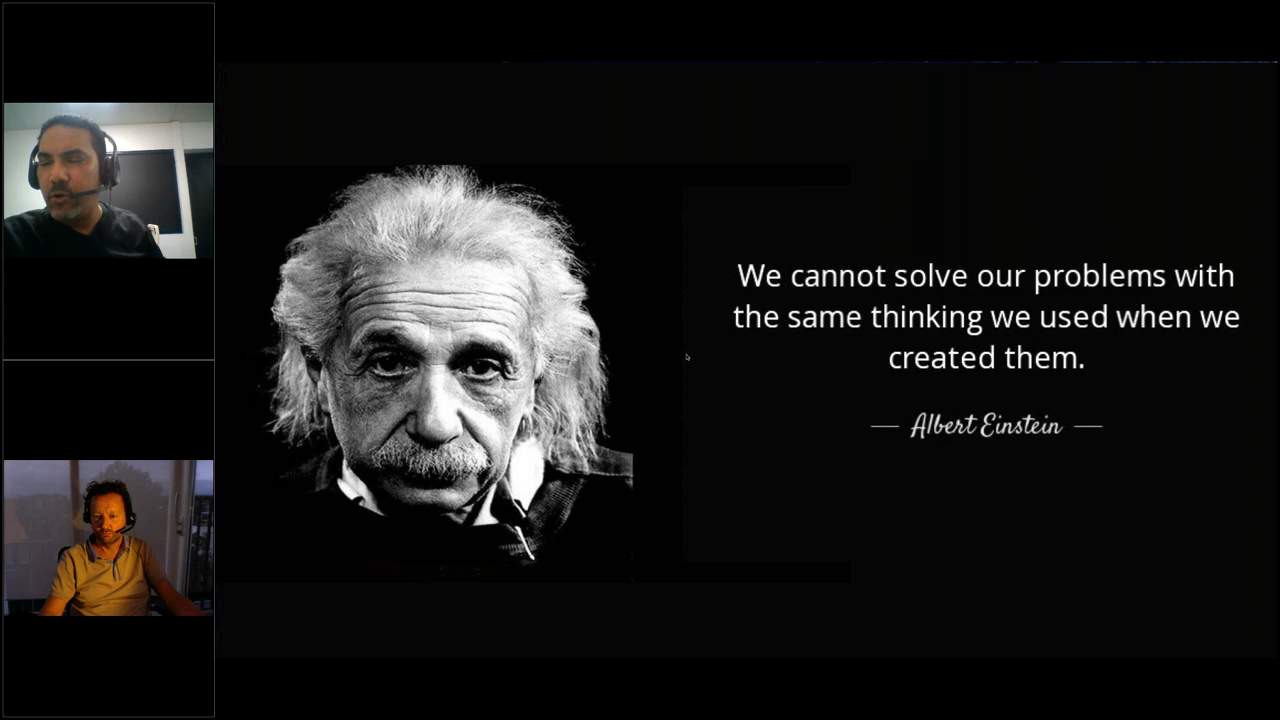 We cannot solve our problems with
the same thinking we used when we
created them.
Albert Einstein